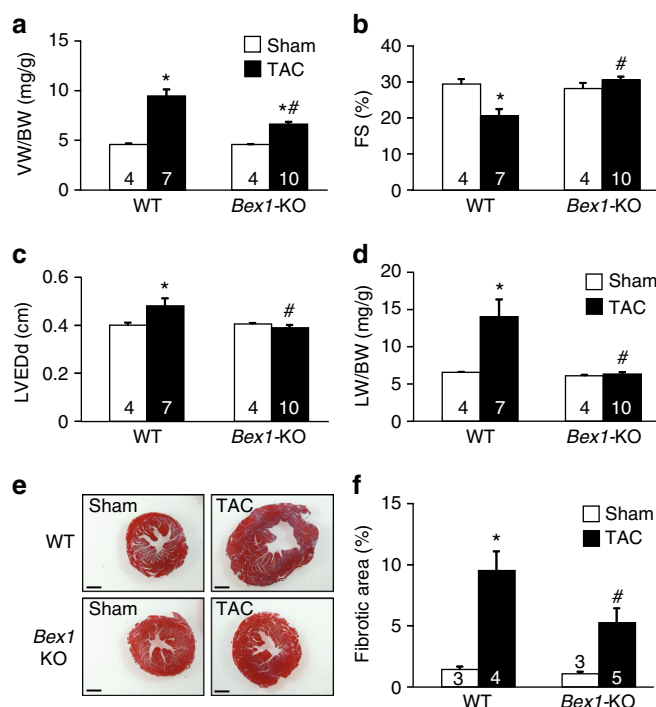 a
15
10
5
0
VW/BW (mg/g)
Sham
TAC
*
*#
4 7 4 10
WT Bex1-KO
b
40
30
20
10
0
FS (%)
*
#
4 7 4 10
WT Bex1-KO
c
0.6
0.4
0.2
0
LVEDd (cm)
*
#
4 7 4 10
WT Bex1-KO
d
20
15
10
5
0
LW/BW (mg/g)
Sham
TAC
*
#
4 7 4 10
WT Bex1-KO
e
Sham TAC
WT
Sham TAC
Bex1
KO
f
15
10
5
0
Fibrotic area (%)
Sham
TAC
*
#
3 4 3 5
WT Bex1-KO